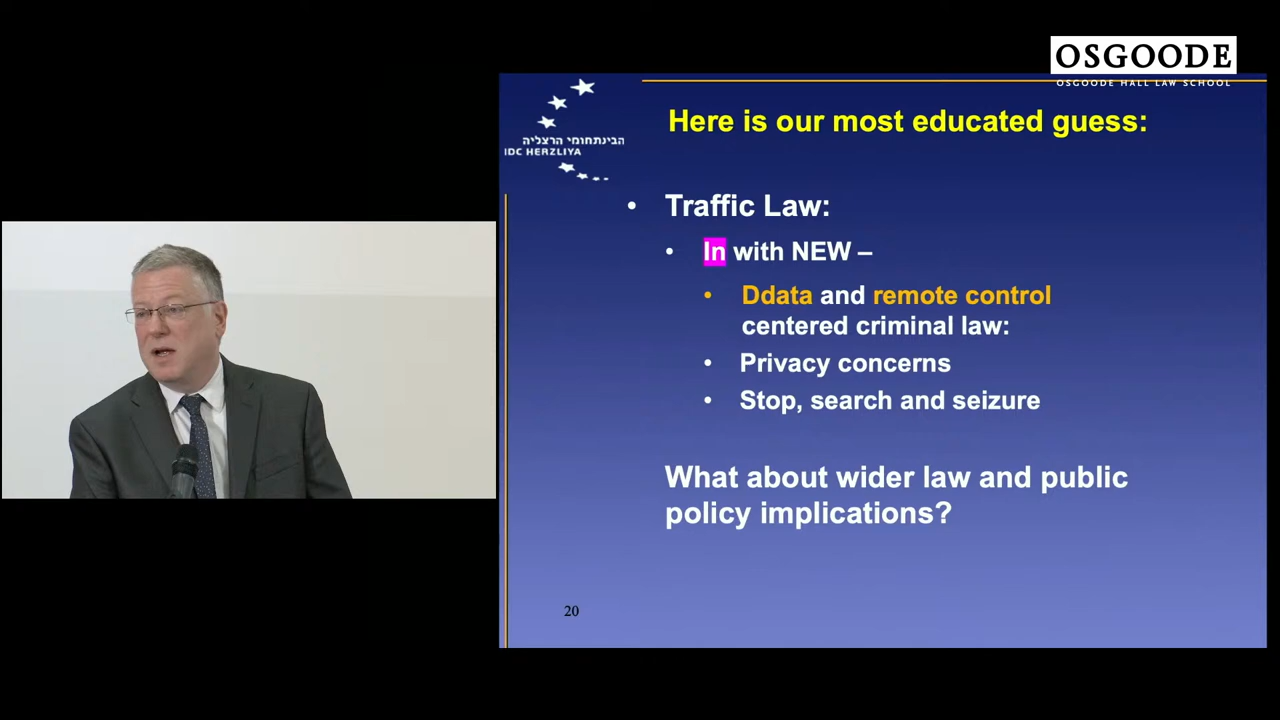 OSGOODE
OSGOODE HALL LAW SCHOOL
הבינתחומי הרצליה
IDC HERZLIYA
Here is our most educated guess:
• Traffic Law:
• In with NEW –
• Ddata and remote control
centered criminal law:
• Privacy concerns
• Stop, search and seizure
What about wider law and public
policy implications?
20